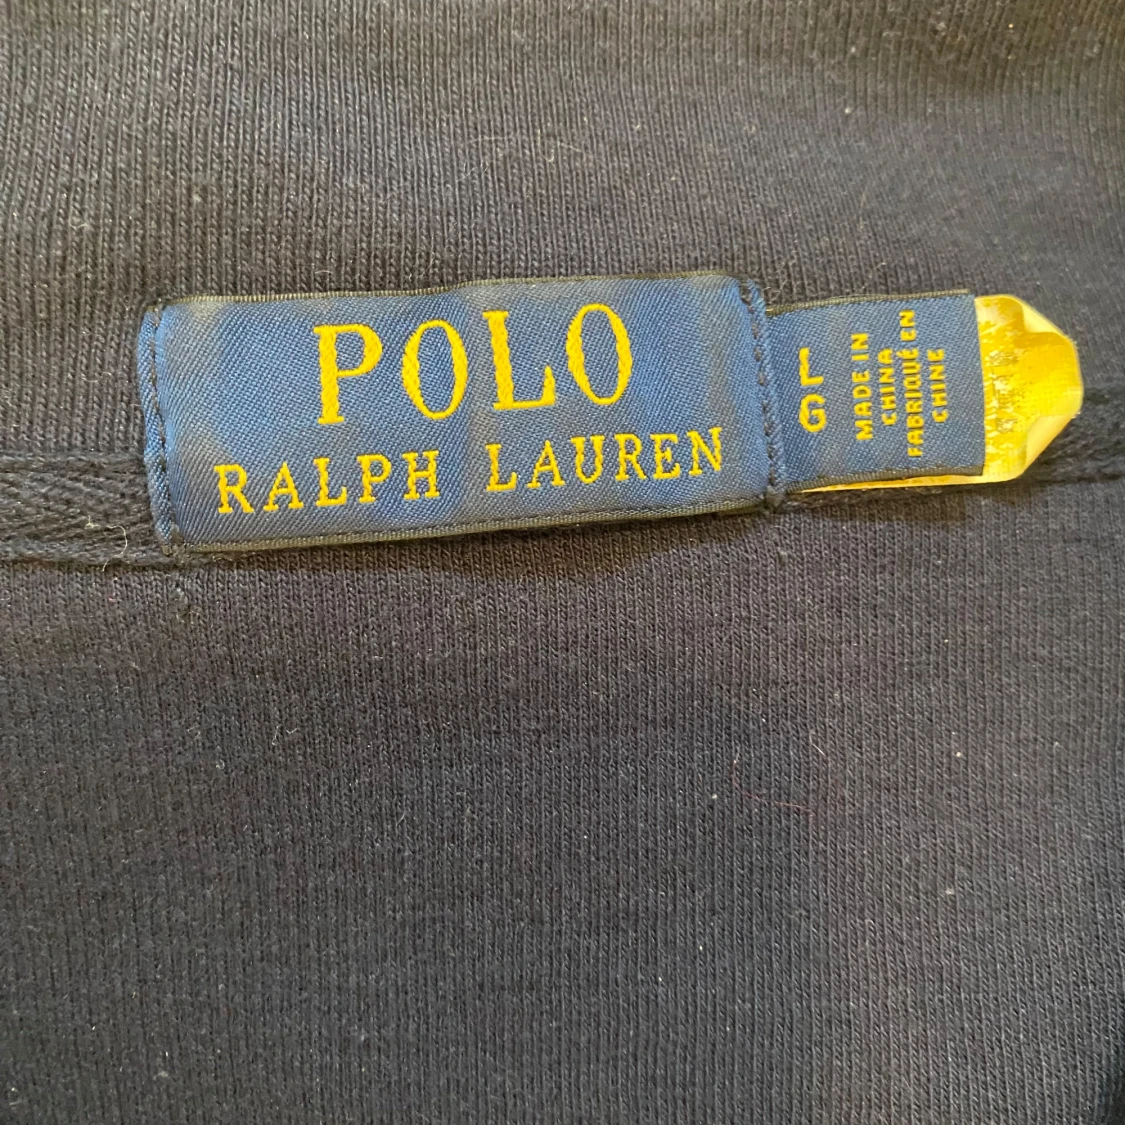 POLO
RALPH LAUREN
L
G
MADE IN
CHINA
FABRIQUÉ EN
CHINE